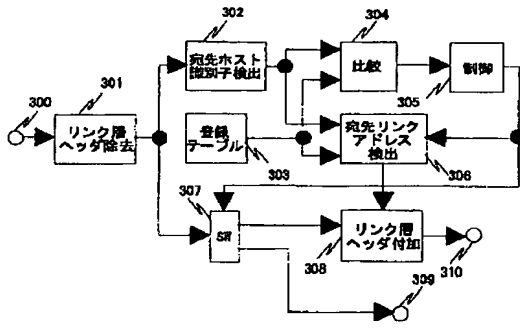 302
304
宛先ホスト
識別子検出
比較
制御
305
300
301
リンク層
ヘッダ除去
登録
テーブル
303
宛先リンク
アドレス
検出
306
307
SW
リンク層
ヘッダ付加
308
310
309